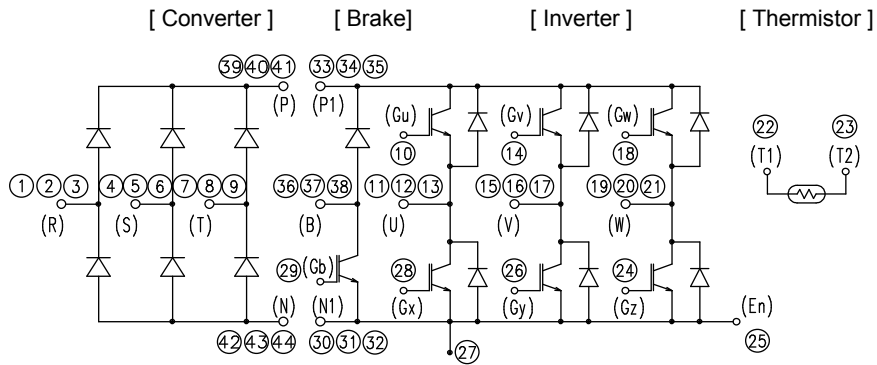 [ Converter ] [ Brake] [ Inverter ] [ Thermistor ]
39 40 41 33 34 35
(P) (P1) (Gu) (Gv) (Gw)
10 14 18 22 23
(T1) (T2)
1 2 3 4 5 6 7 8 9 36 37 38 11 12 13 15 16 17 19 20 21
(R) (S) (T) (B) (U) (V) (W)
29 (Gb) 28 26 24
(N) (N1) (Gx) (Gy) (Gz) (En)
42 43 44 30 31 32 27 25